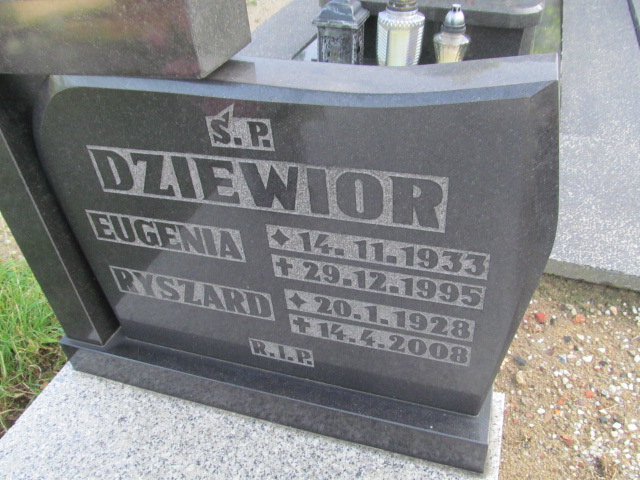 Ś.P.
DZIEWIOR
EUGENIA ✦ 14.11.1933
✝ 29.12.1995
RYSZARD ✦ 20.1.1928
✝ 14.4.2008
R.I.P.